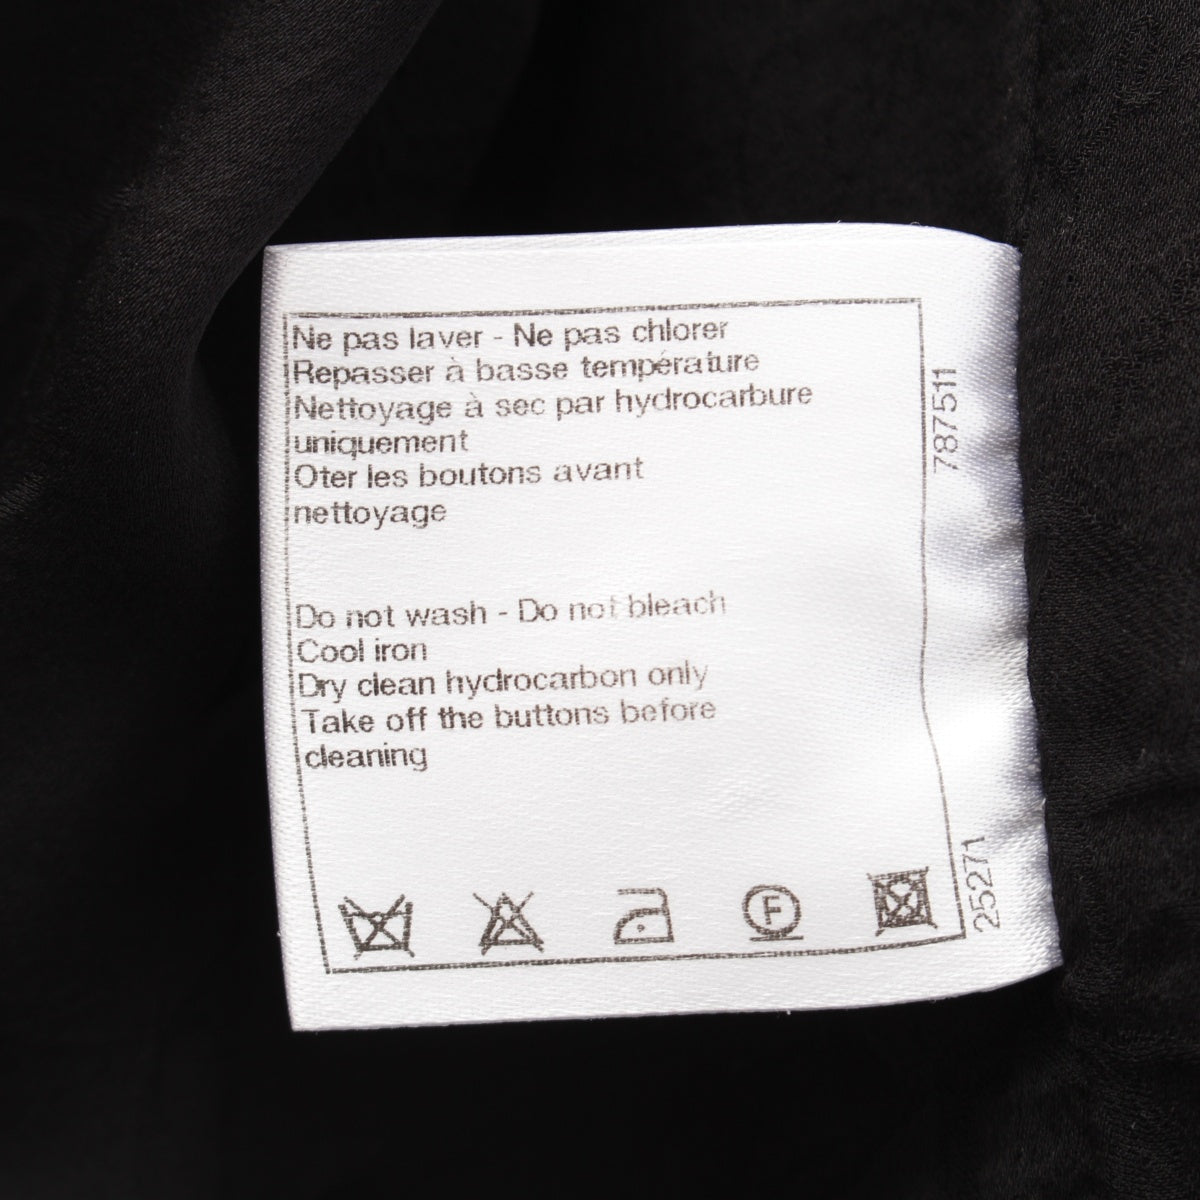 Ne pas laver - Ne pas chlorer
Repasser à basse température
Nettoyage à sec par hydrocarbure
uniquement
Oter les boutons avant
nettoyage
Do not wash - Do not bleach
Cool iron
Dry clean hydrocarbon only
Take off the buttons before
cleaning
F
787511
25271